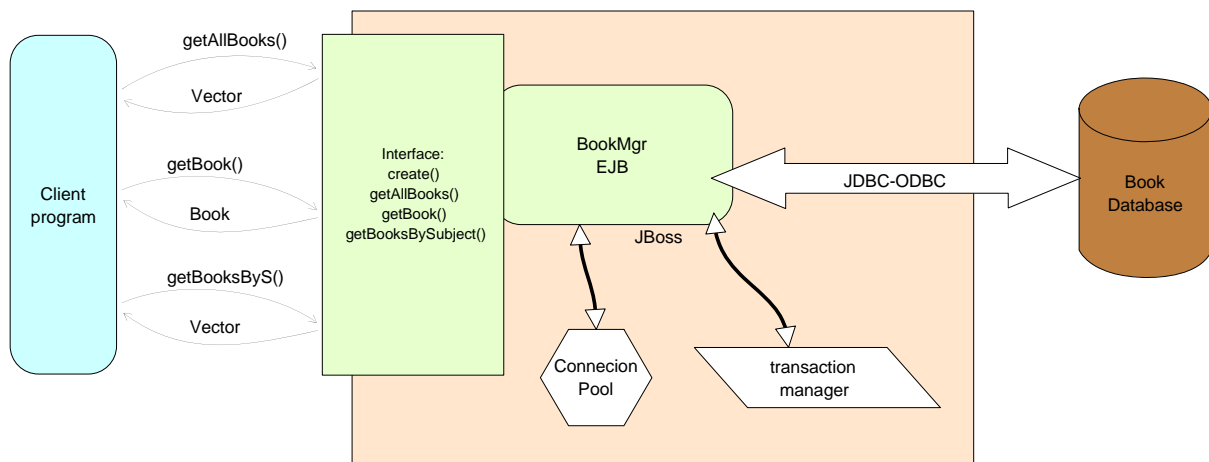 getAllBooks()
Vector
getBook()
Book
getBooksByS()
Vector
Client
program
Interface:
create()
getAllBooks()
getBook()
getBooksBySubject()
BookMgr
EJB
JBoss
JDBC-ODBC
Book
Database
Connecion
Pool
transaction
manager